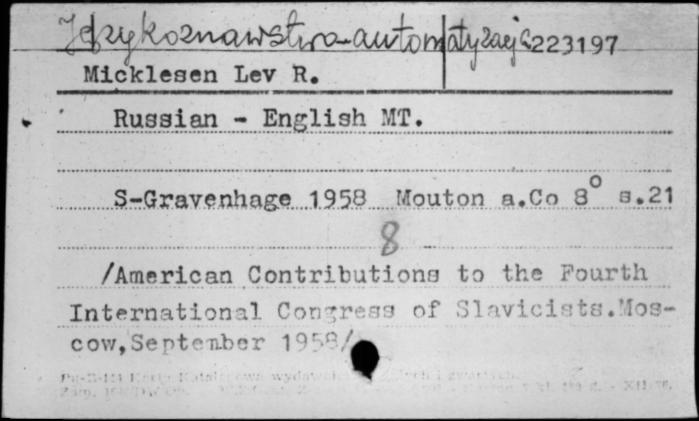 Językoznawstwo-automatyzacja 223197
Micklesen Lev R.
Russian - English MT.
S-Gravenhage 1958 Mouton a.Co 8° s.21
8
/American Contributions to the Fourth
International Congress of Slavicists.Mos-
cow,September 1958/